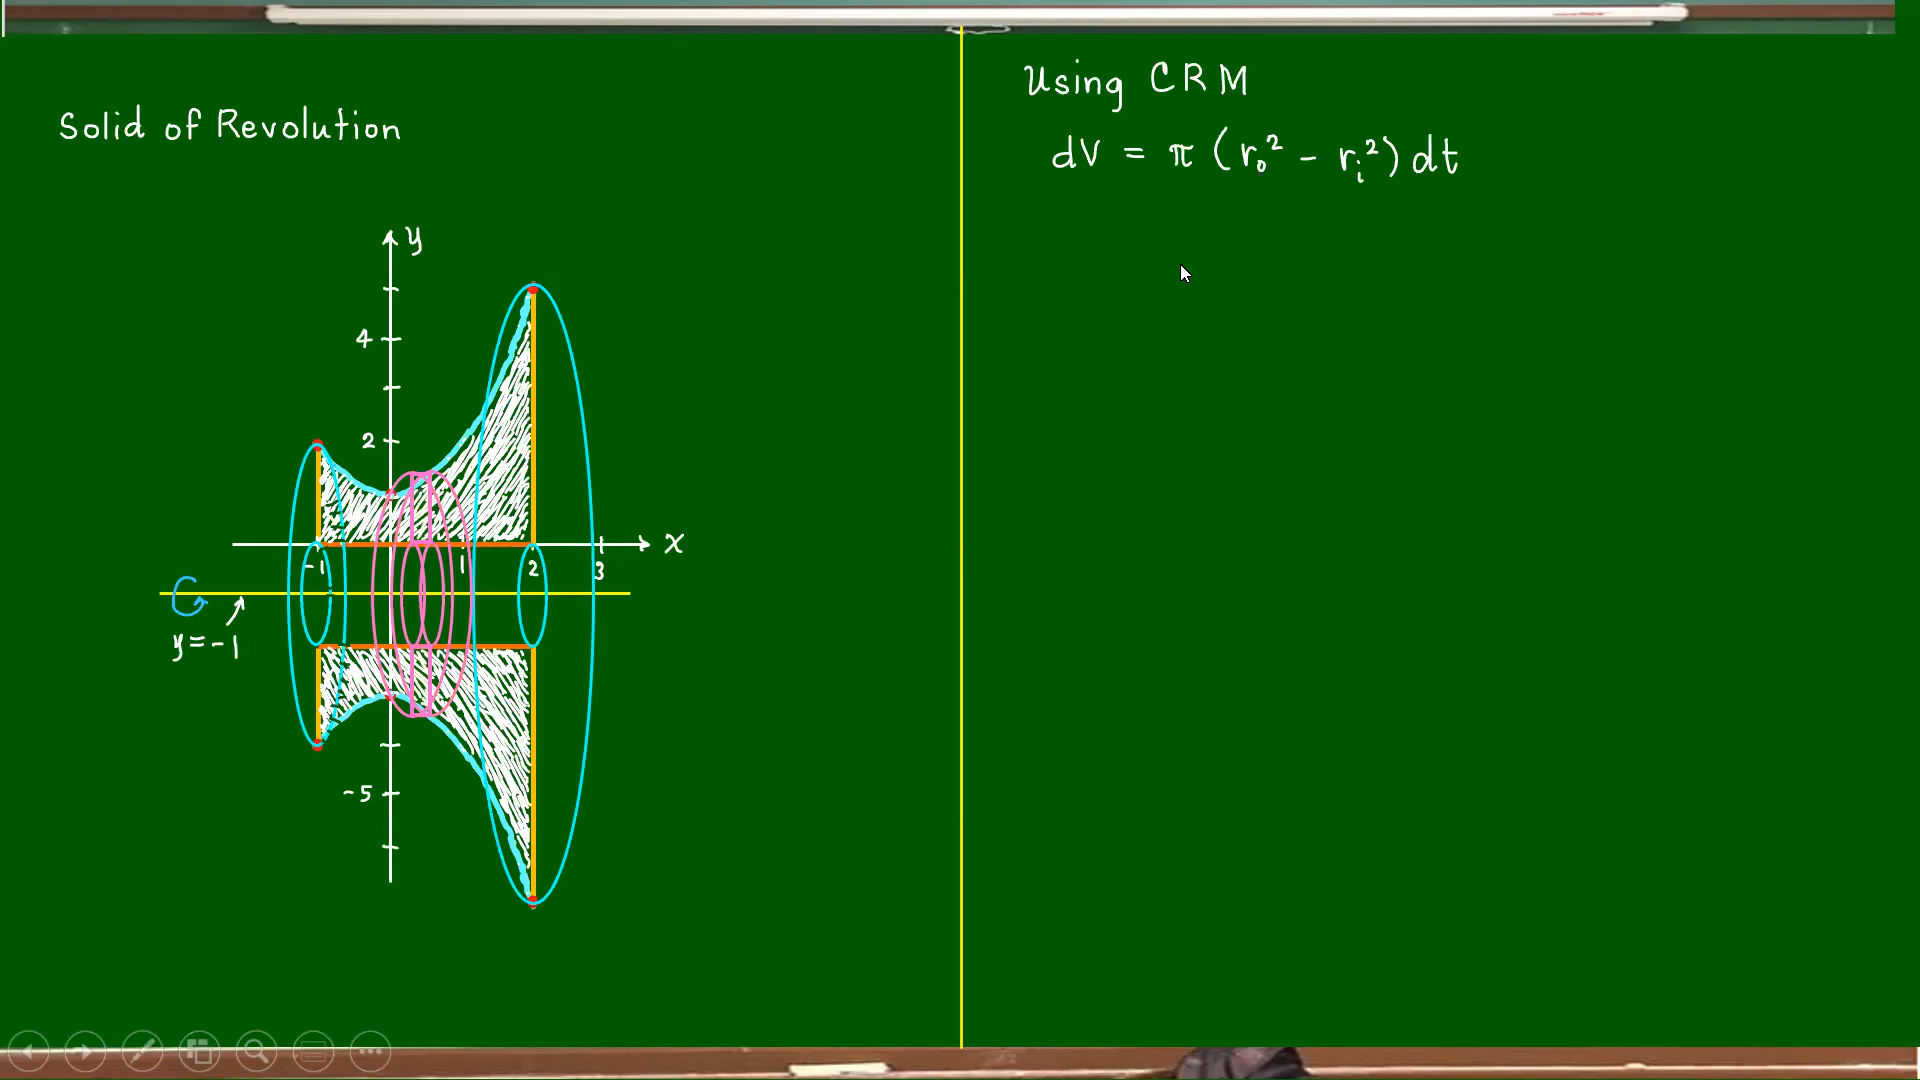 Solid of Revolution
y
4
2
x
-1
1
2
3
y=-1
-5
Using CRM
dV = π (r₀² - rᵢ²) dt